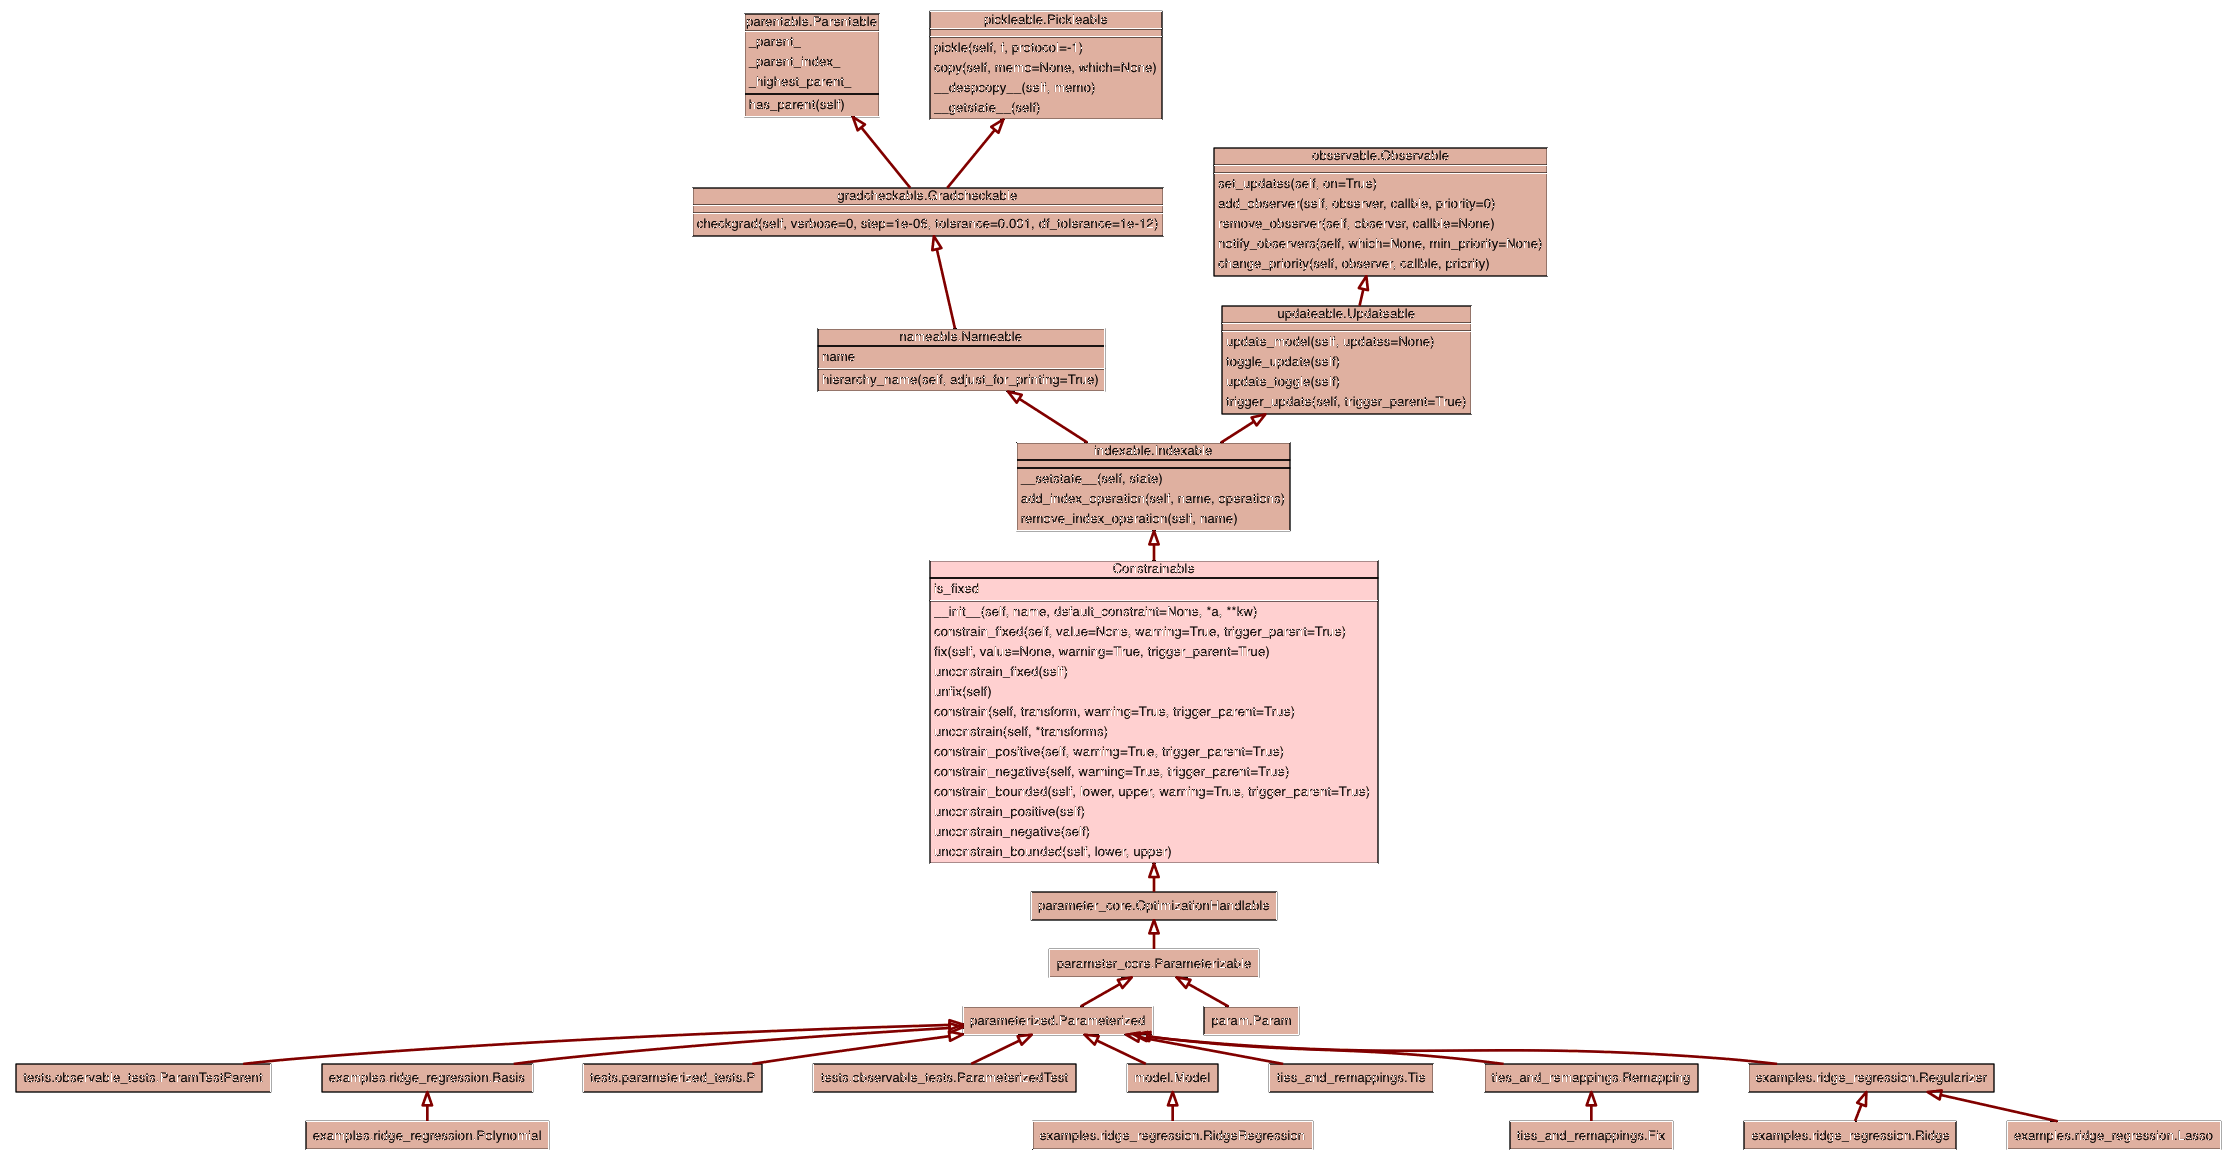 parentable.Parentable
_parent_
_parent_index_
_highest_parent_
has_parent(self)
pickleable.Pickleable
pickle(self, f, protocol=-1)
copy(self, memo=None, which=None)
__deepcopy__(self, memo)
__getstate__(self)
observable.Observable
set_updates(self, on=True)
add_observer(self, observer, callble, priority=0)
remove_observer(self, observer, callble=None)
notify_observers(self, which=None, min_priority=None)
change_priority(self, observer, callble, priority)
gradcheckable.Gradcheckable
checkgrad(self, verbose=0, step=1e-06, tolerance=0.001, df_tolerance=1e-12)
updateable.Updateable
update_model(self, updates=None)
toggle_update(self)
update_toggle(self)
trigger_update(self, trigger_parent=True)
nameable.Nameable
name
hierarchy_name(self, adjust_for_printing=True)
indexable.Indexable
__setstate__(self, state)
add_index_operation(self, name, operations)
remove_index_operation(self, name)
Constrainable
is_fixed
__init__(self, name, default_constraint=None, *a, **kw)
constrain_fixed(self, value=None, warning=True, trigger_parent=True)
fix(self, value=None, warning=True, trigger_parent=True)
unconstrain_fixed(self)
unfix(self)
constrain(self, transform, warning=True, trigger_parent=True)
unconstrain(self, *transforms)
constrain_positive(self, warning=True, trigger_parent=True)
constrain_negative(self, warning=True, trigger_parent=True)
constrain_bounded(self, lower, upper, warning=True, trigger_parent=True)
unconstrain_positive(self)
unconstrain_negative(self)
unconstrain_bounded(self, lower, upper)
parameter_core.OptimizationHandlable
parameter_core.Parameterizable
parameterized.Parameterized
param.Param
tests.observable_tests.ParamTestParent
examples.ridge_regression.Basis
tests.parameterized_tests.P
tests.observable_tests.ParameterizedTest
model.Model
ties_and_remappings.Tie
ties_and_remappings.Remapping
examples.ridge_regression.Regularizer
examples.ridge_regression.Polynomial
examples.ridge_regression.RidgeRegression
ties_and_remappings.Fix
examples.ridge_regression.Ridge
examples.ridge_regression.Lasso